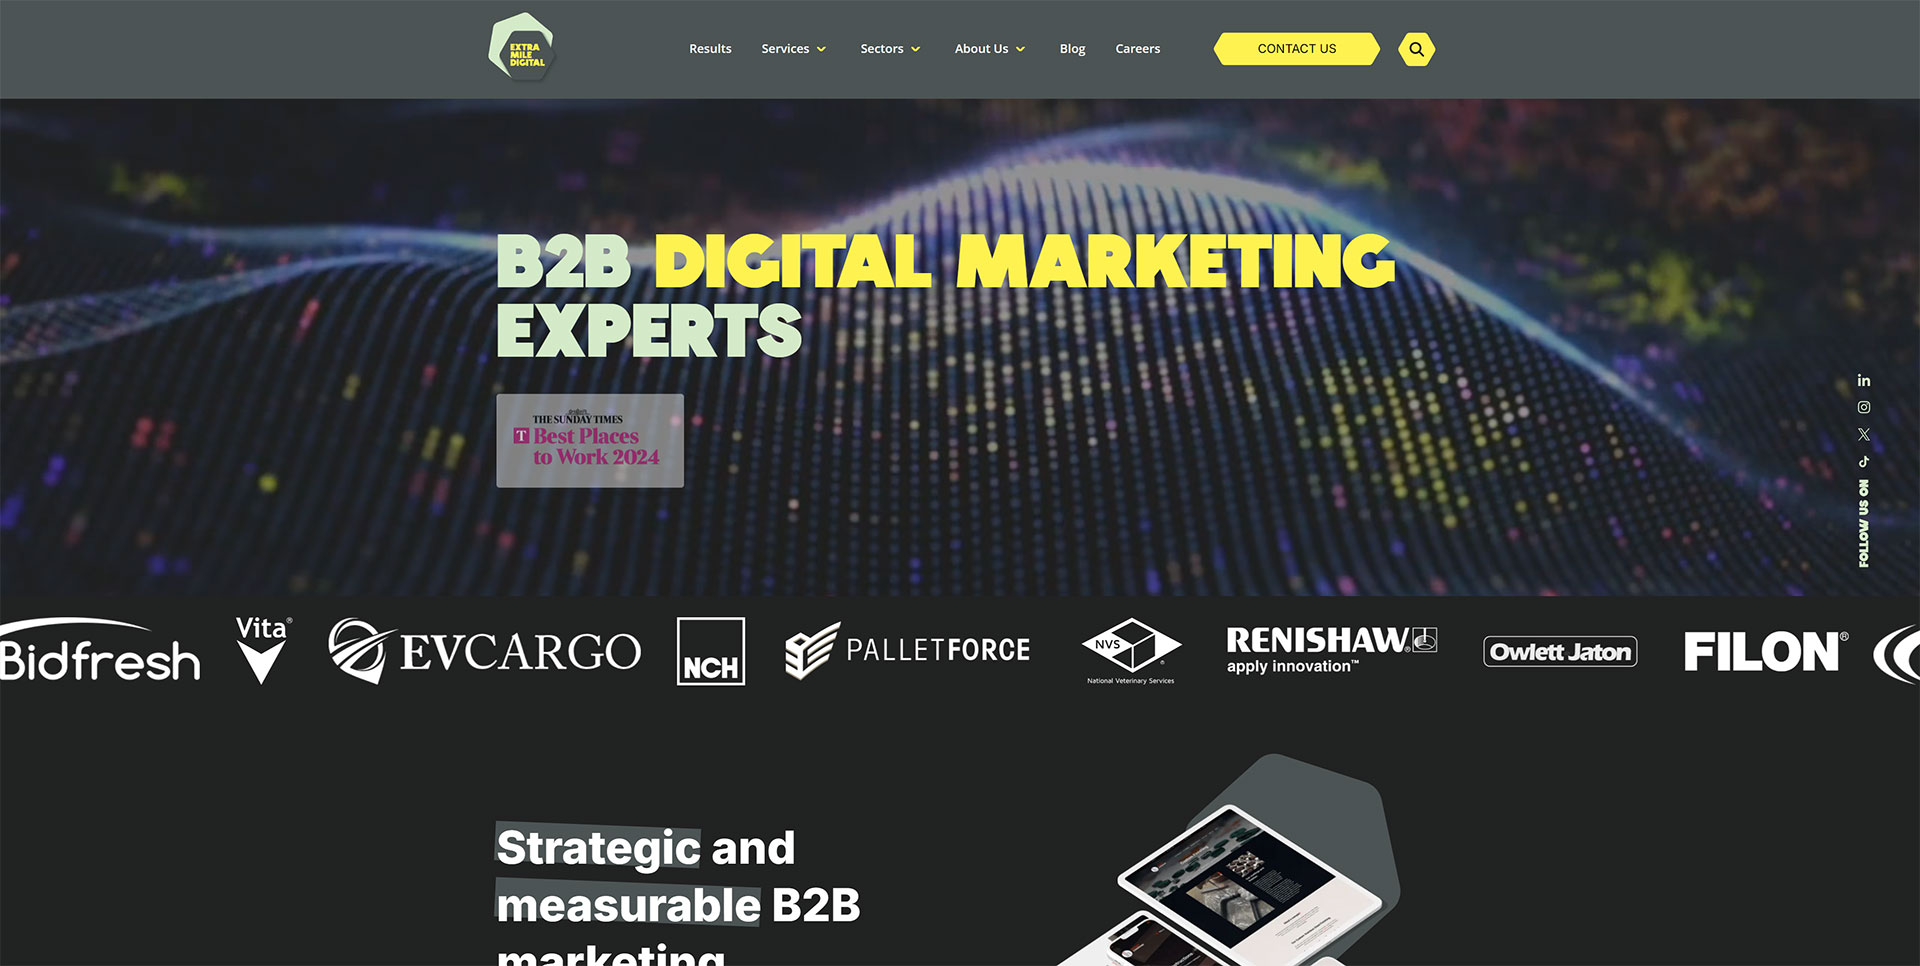 EXTRA
MILE
DIGITAL
Results
Services
Sectors
About Us
Blog
Careers
CONTACT US
B2B DIGITAL MARKETING
EXPERTS
THE SUNDAY TIMES
T Best Places
to Work 2024
in
FOLLOW US ON
Bidfresh
Vita®
EVCARGO
NCH
PALLETFORCE
NVS
National Veterinary Services
RENISHAW®
apply innovation™
Owlett Jaton
FILON®
Strategic and
measurable B2B
marketing